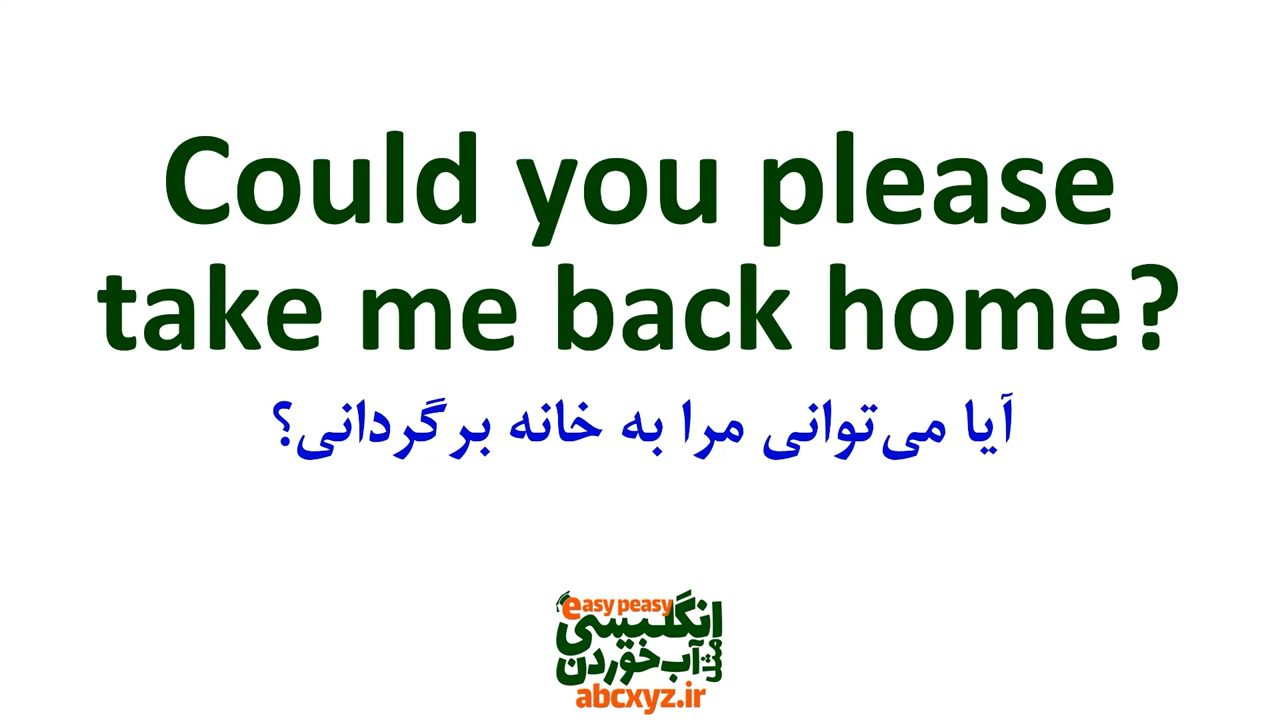 Could you please
take me back home?
آیا می‌توانی مرا به خانه برگردانی؟
easy peasy
انگلیسی
مثل آب خوردن
abcxyz.ir